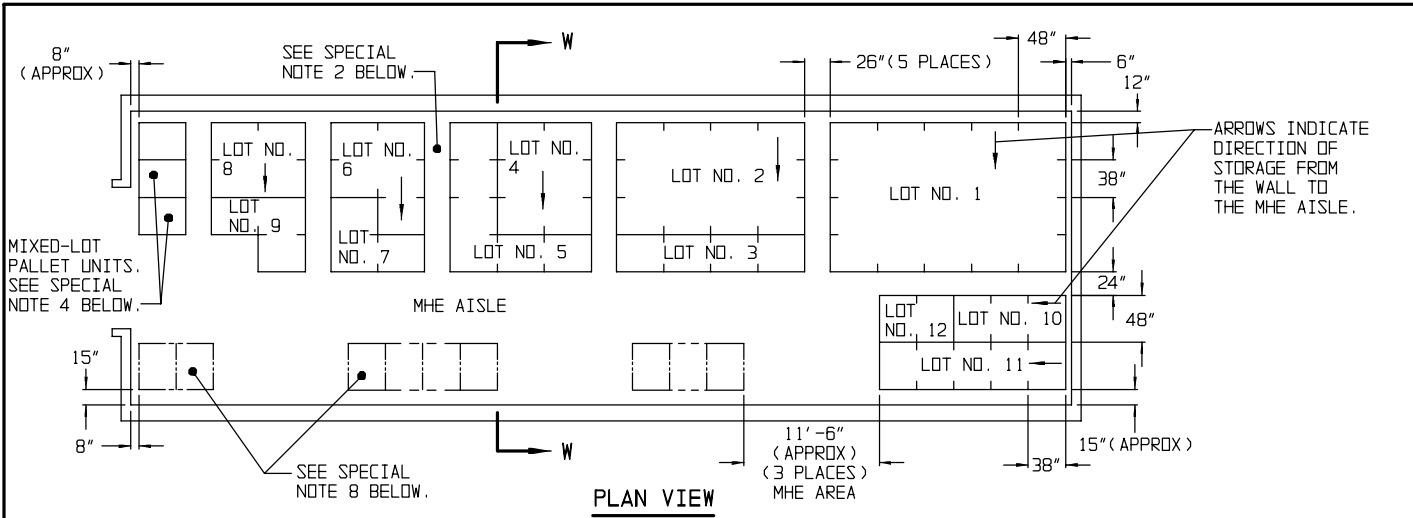 8"
(APPROX)
SEE SPECIAL
NOTE 2 BELOW.
W
26"(5 PLACES)
48"
6"
12"
ARROWS INDICATE
DIRECTION OF
STORAGE FROM
THE WALL TO
THE MHE AISLE.
LOT NO.
8
LOT NO.
6
LOT NO.
4
LOT NO. 2
LOT NO. 1
38"
LOT
NO. 9
LOT
NO. 7
LOT NO. 5
LOT NO. 3
MIXED-LOT
PALLET UNITS.
SEE SPECIAL
NOTE 4 BELOW.
MHE AISLE
24"
LOT
NO. 12
LOT NO. 10
48"
LOT NO. 11
15"
8"
SEE SPECIAL
NOTE 8 BELOW.
W
11'-6"
(APPROX)
(3 PLACES)
MHE AREA
38"
15"(APPROX)
PLAN VIEW